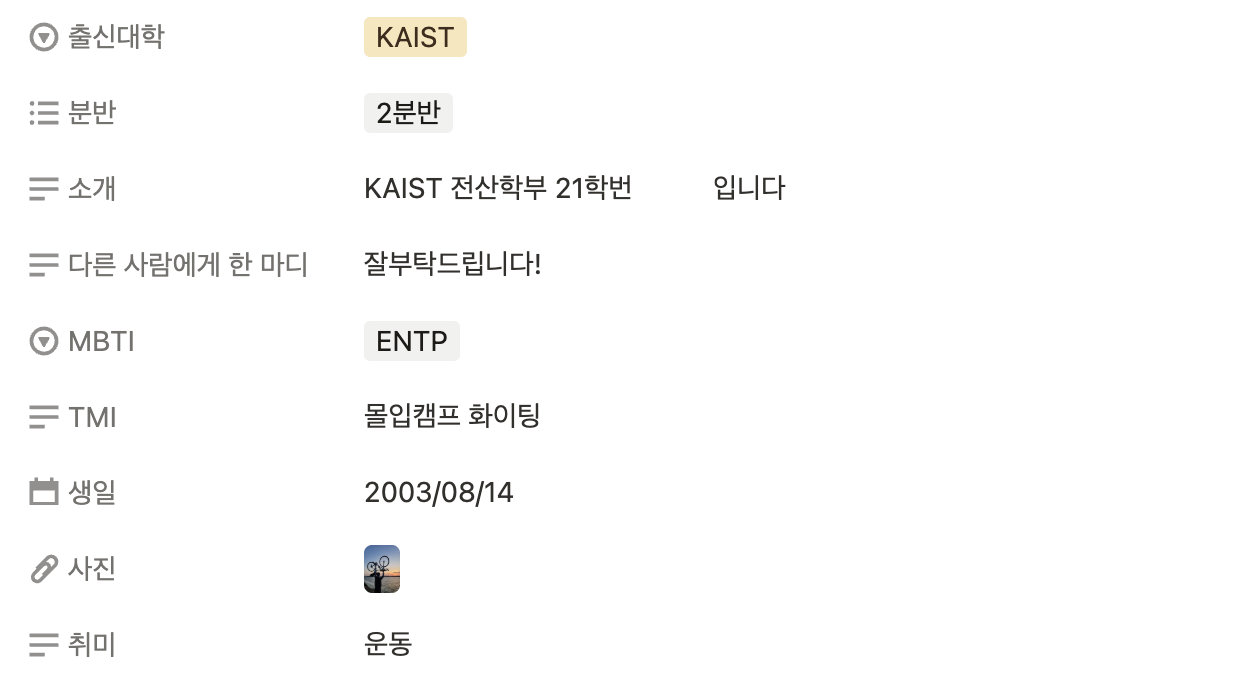 출신대학 KAIST
분반 2분반
소개 KAIST 전산학부 21학번 입니다
다른 사람에게 한 마디 잘부탁드립니다!
MBTI ENTP
TMI 몰입캠프 화이팅
생일 2003/08/14
사진
취미 운동